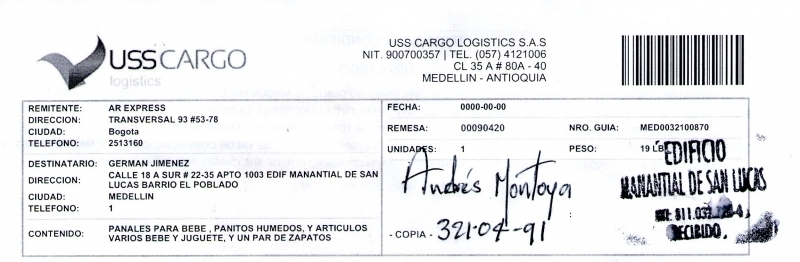 USSCARGO
logistics
USS CARGO LOGISTICS S.A.S
NIT. 900700357 | TEL. (057) 4121006
CL 35 A # 80A - 40
MEDELLIN - ANTIOQUIA
REMITENTE: AR EXPRESS
DIRECCION: TRANSVERSAL 93 #53-78
CIUDAD: Bogota
TELEFONO: 2513160
DESTINATARIO: GERMAN JIMENEZ
DIRECCION: CALLE 18 A SUR # 22-35 APTO 1003 EDIF MANANTIAL DE SAN
LUCAS BARRIO EL POBLADO
CIUDAD: MEDELLIN
TELEFONO: 1
CONTENIDO: PANALES PARA BEBE , PANITOS HUMEDOS, Y ARTICULOS
VARIOS BEBE Y JUGUETE, Y UN PAR DE ZAPATOS
FECHA: 0000-00-00
REMESA: 00090420 NRO. GUIA: MED0032100870
UNIDADES: 1 PESO: 19 LB
Andrés Montoya
- COPIA - 321-04-91
EDIFICIO
MANANTIAL DE SAN LUCAS
RECIBIDO,